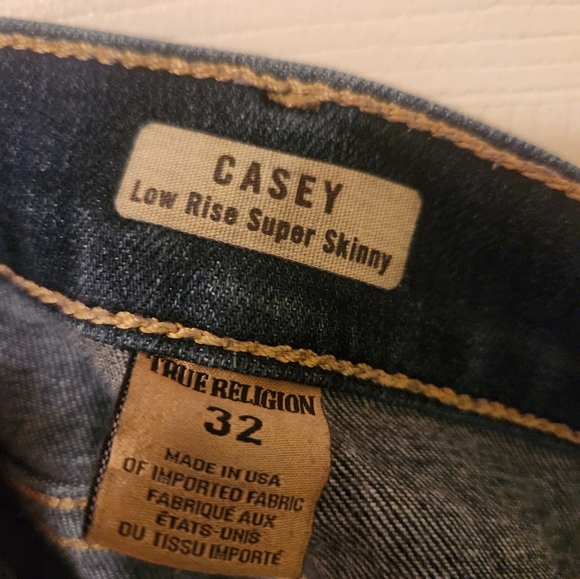 CASEY
Low Rise Super Skinny
TRUE RELIGION
32
MADE IN USA
OF IMPORTED FABRIC
FABRIQUÉ AUX
ÉTATS-UNIS
DU TISSU IMPORTÉ